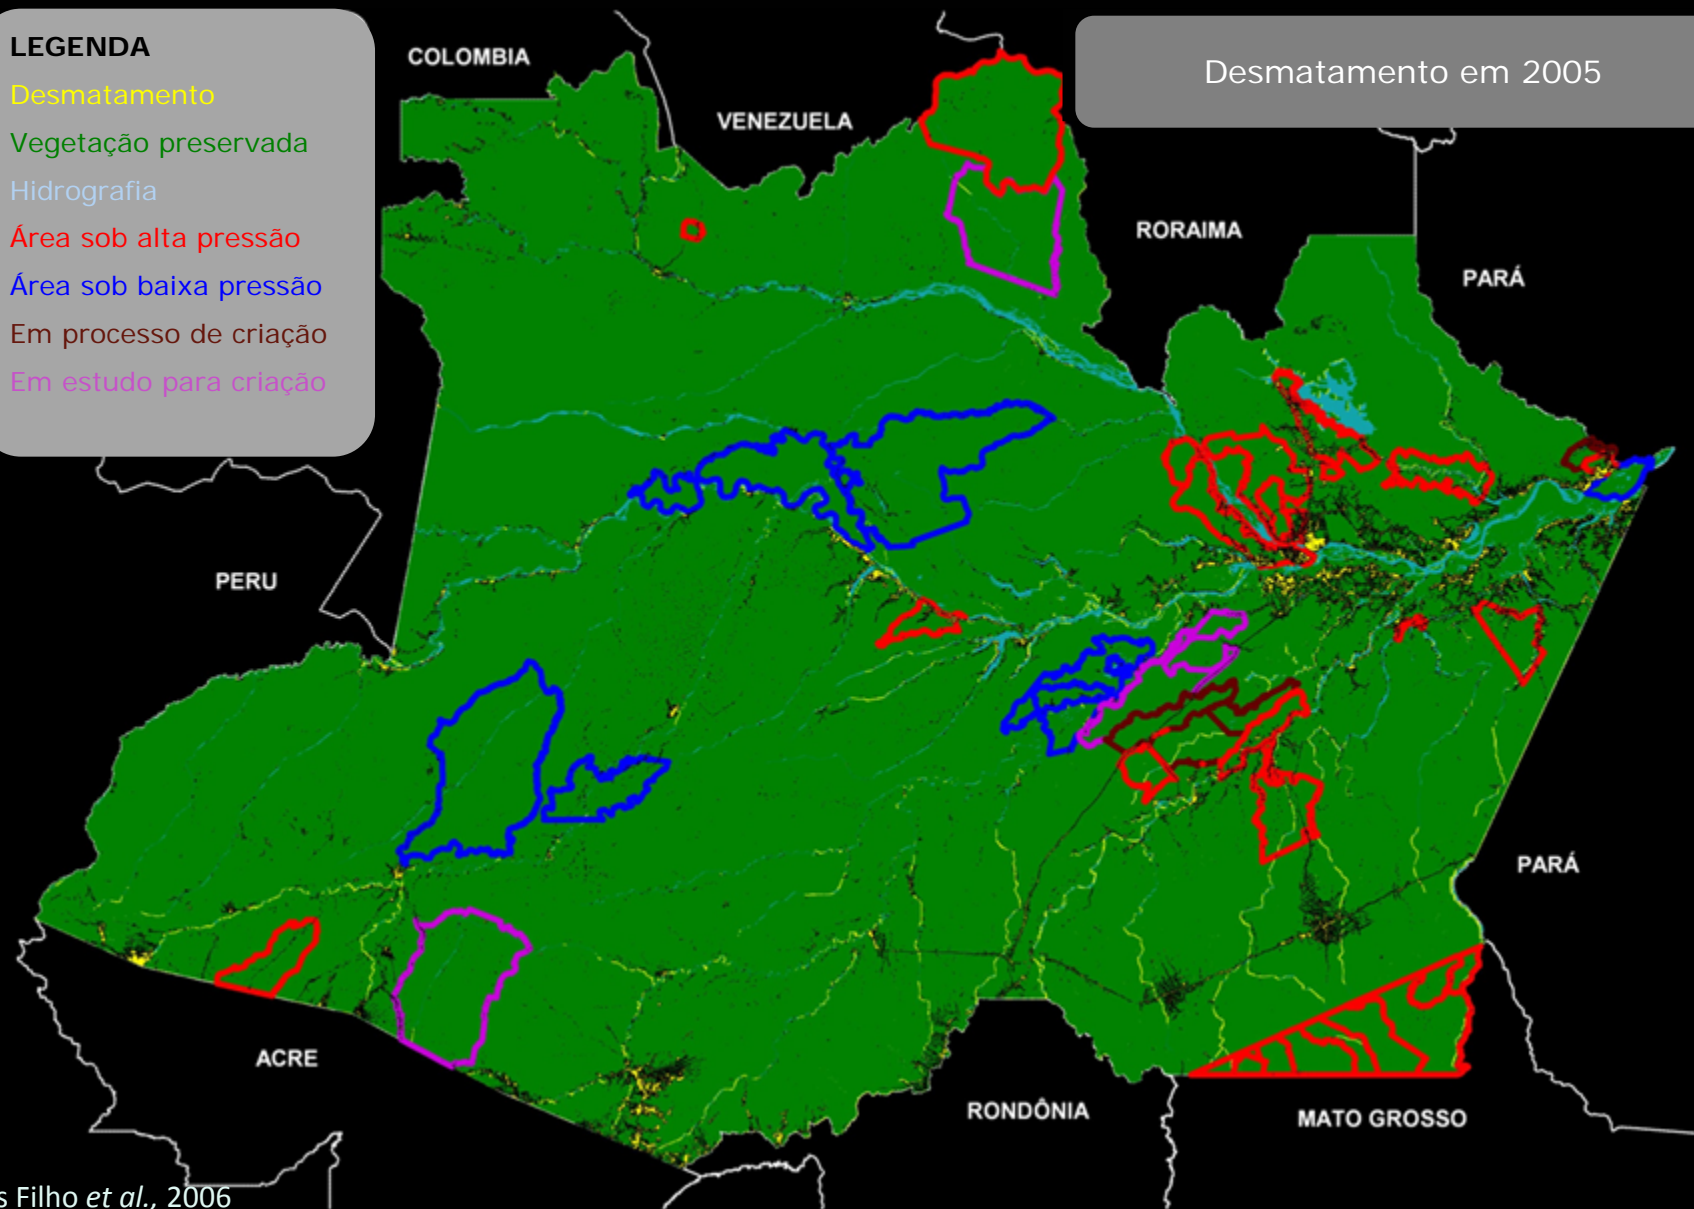 LEGENDA
Desmatamento
Vegetação preservada
Hidrografia
Área sob alta pressão
Área sob baixa pressão
Em processo de criação
Em estudo para criação
Desmatamento em 2005
COLOMBIA
VENEZUELA
RORAIMA
PARÁ
PERU
PARÁ
ACRE
RONDÔNIA
MATO GROSSO
s Filho et al., 2006